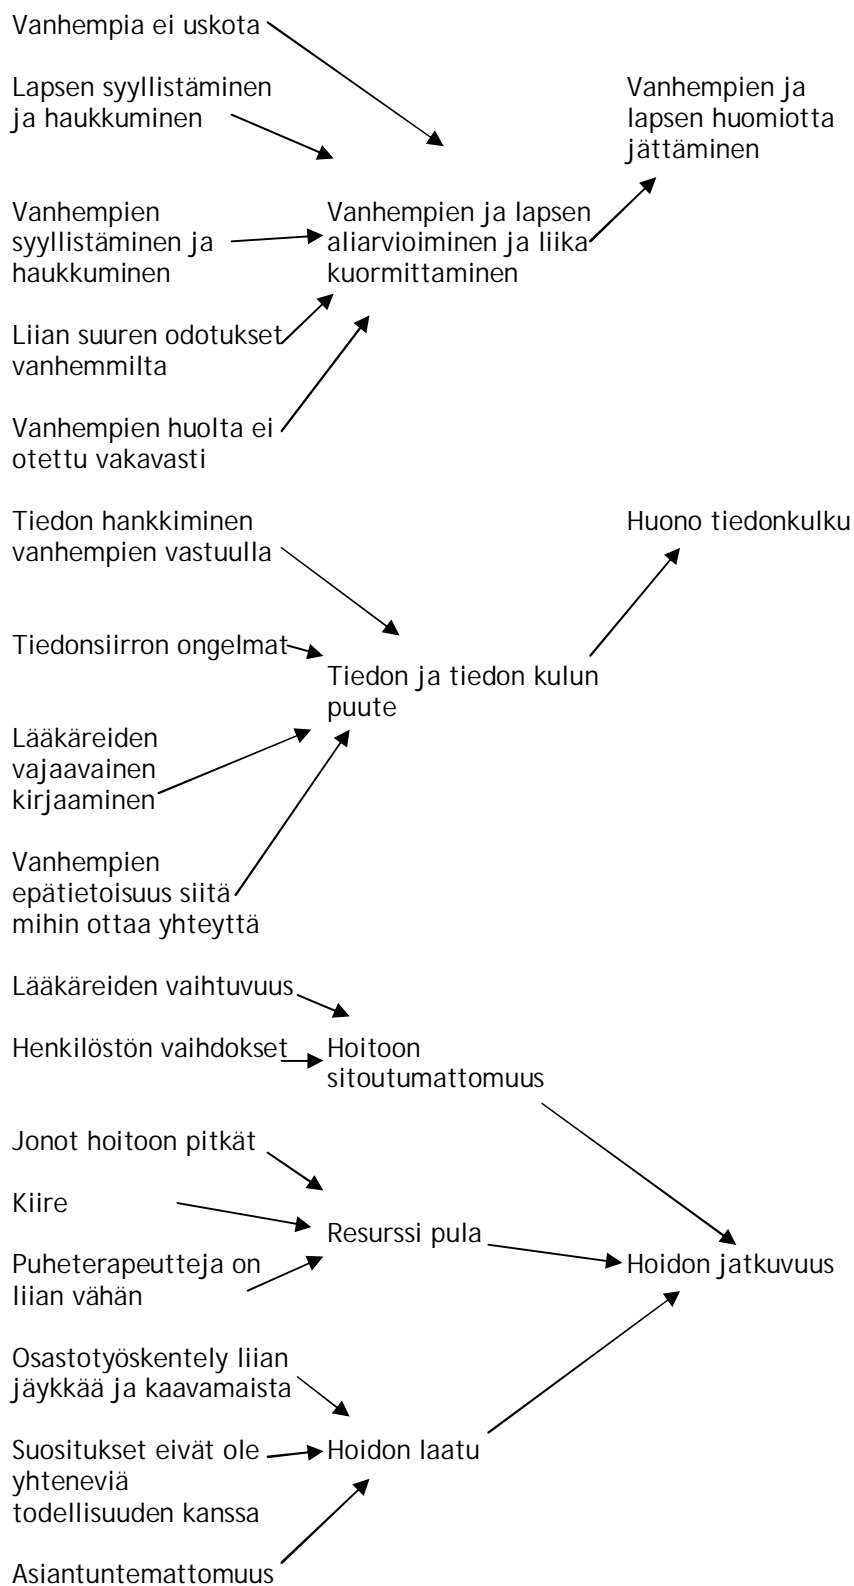 Vanhempia ei uskota
Lapsen syyllistäminen
ja haukkuminen
Vanhempien ja
lapsen huomiotta
jättäminen
Vanhempien
syyllistäminen ja
haukkuminen
Vanhempien ja lapsen
aliarvioiminen ja liika
kuormittaminen
Liian suuren odotukset
vanhemmilta
Vanhempien huolta ei
otettu vakavasti
Tiedon hankkiminen
vanhempien vastuulla
Huono tiedonkulku
Tiedonsiirron ongelmat
Tiedon ja tiedon kulun
puute
Lääkäreiden
vajaavainen
kirjaaminen
Vanhempien
epätietoisuus siitä
mihin ottaa yhteyttä
Lääkäreiden vaihtuvuus
Henkilöstön vaihdokset
Hoitoon
sitoutumattomuus
Jonot hoitoon pitkät
Kiire
Resurssi pula
Puheterapeutteja on
liian vähän
Hoidon jatkuvuus
Osastotyöskentely liian
jäykkää ja kaavamaista
Suositukset eivät ole
yhteneviä
todellisuuden kanssa
Hoidon laatu
Asiantuntemattomuus